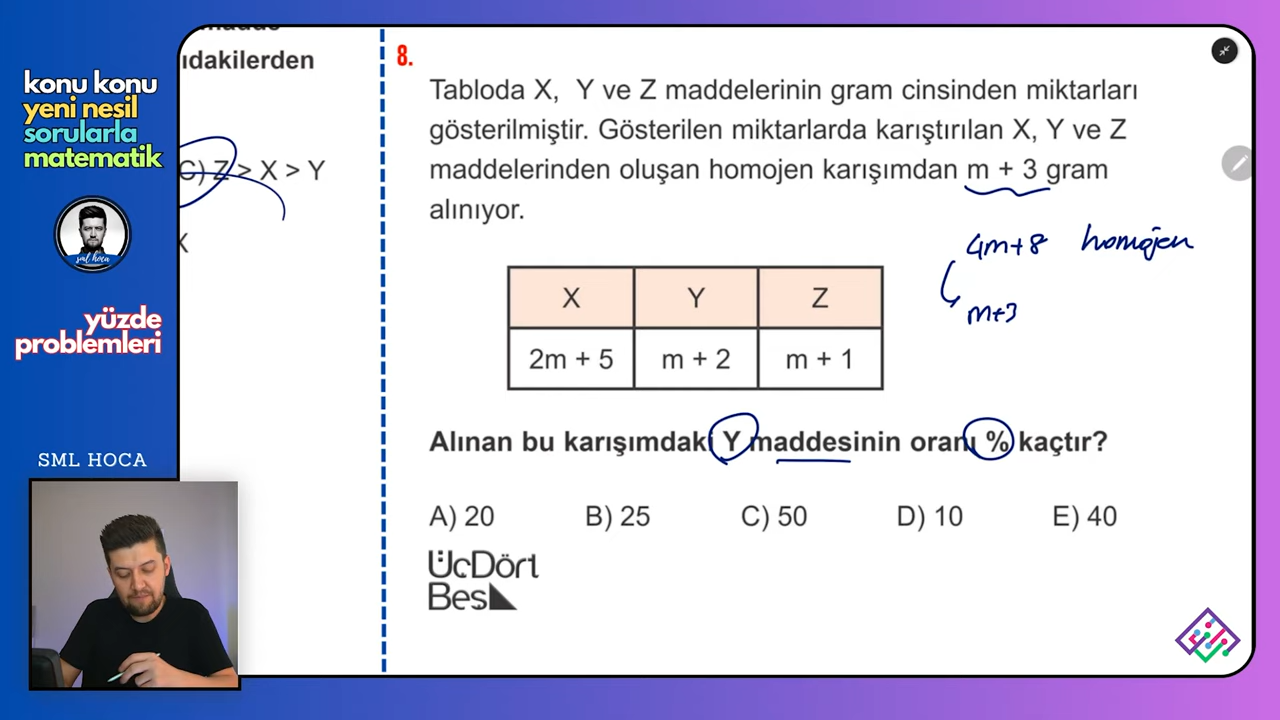 konu konu
yeni nesil
sorularla
matematik
sml hoca
yüzde
problemleri
SML HOCA
ıdakilerden
C) Z > X > Y
X
8.
Tabloda X, Y ve Z maddelerinin gram cinsinden miktarları
gösterilmiştir. Gösterilen miktarlarda karıştırılan X, Y ve Z
maddelerinden oluşan homojen karışımdan m + 3 gram
alınıyor.
4m+8 homojen
m+3
X Y Z
2m + 5 m + 2 m + 1
Alınan bu karışımdaki Y maddesinin oranı % kaçtır?
A) 20 B) 25 C) 50 D) 10 E) 40
ÜçDört
Beş